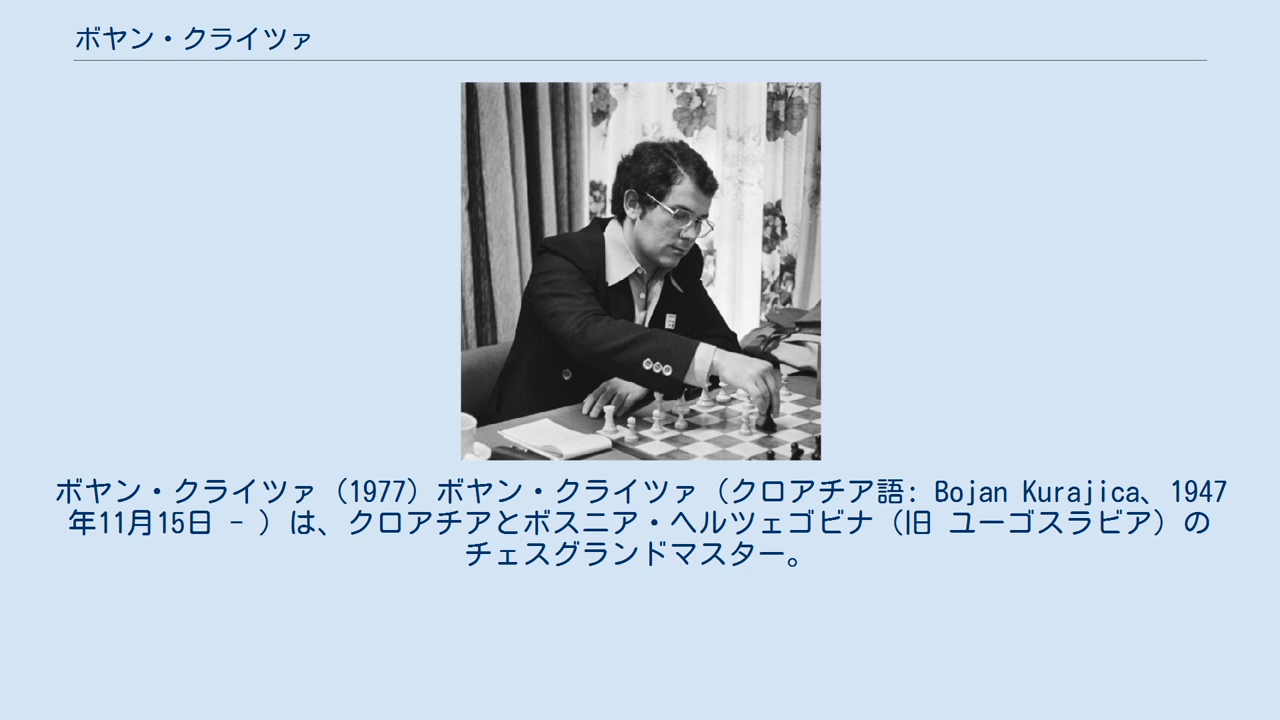 ボヤン・クライツァ
ボヤン・クライツァ（1977）ボヤン・クライツァ（クロアチア語: Bojan Kurajica、1947
年11月15日 - ）は、クロアチアとボスニア・ヘルツェゴビナ（旧 ユーゴスラビア）の
チェスグランドマスター。